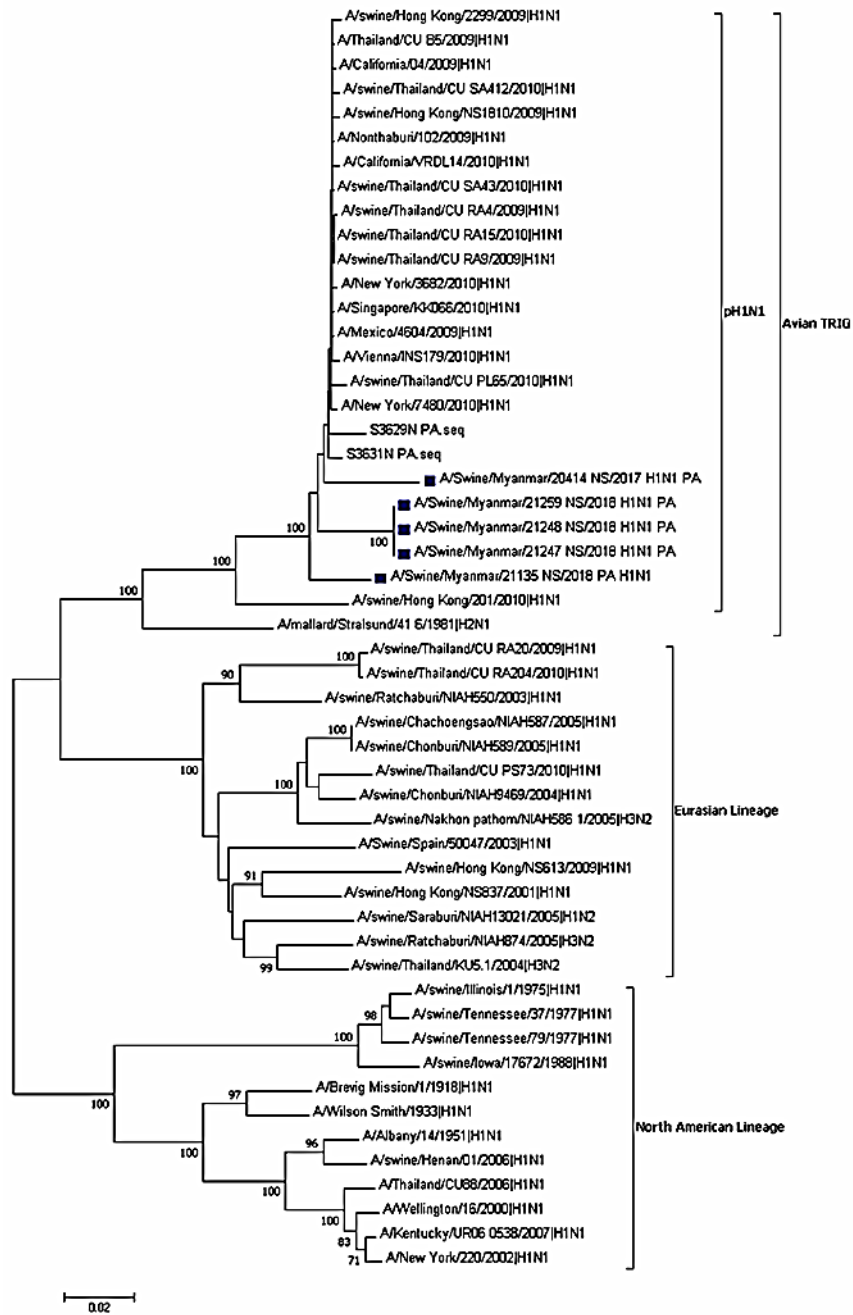 A/swine/Hong Kong/2299/2009|H1N1
A/Thailand/CU B5/2009|H1N1
A/California/04/2009|H1N1
A/swine/Thailand/CU SA412/2010|H1N1
A/swine/Hong Kong/NS1810/2009|H1N1
A/Nonthaburi/102/2009|H1N1
A/California/VRDL14/2010|H1N1
A/swine/Thailand/CU SA43/2010|H1N1
A/swine/Thailand/CU RA4/2009|H1N1
A/swine/Thailand/CU RA15/2010|H1N1
A/swine/Thailand/CU RA9/2009|H1N1
A/New York/3682/2010|H1N1
A/Singapore/KK066/2010|H1N1
pH1N1
Avian TRIG
A/Mexico/4604/2009|H1N1
A/Vienna/INS179/2010|H1N1
A/swine/Thailand/CU PL65/2010|H1N1
A/New York/7480/2010|H1N1
S3629N PA.seq
S3631N PA.seq
A/Swine/Myanmar/20414 NS/2017 H1N1 PA
A/Swine/Myanmar/21259 NS/2018 H1N1 PA
100
A/Swine/Myanmar/21248 NS/2018 H1N1 PA
100
A/Swine/Myanmar/21247 NS/2018 H1N1 PA
100
A/Swine/Myanmar/21135 NS/2018 PA H1N1
100
A/swine/Hong Kong/201/2010|H1N1
A/mallard/Stralsund/41 6/1981|H2N1
A/swine/Thailand/CU RA20/2009|H1N1
100
A/swine/Thailand/CU RA204/2010|H1N1
90
A/swine/Ratchaburi/NIAH550/2003|H1N1
A/swine/Chachoengsao/NIAH587/2005|H1N1
100
A/swine/Chonburi/NIAH589/2005|H1N1
100
A/swine/Thailand/CU PS73/2010|H1N1
100
A/swine/Chonburi/NIAH9469/2004|H1N1
Eurasian Lineage
A/swine/Nakhon pathom/NIAH586 1/2005|H3N2
A/Swine/Spain/50047/2003|H1N1
A/swine/Hong Kong/NS613/2009|H1N1
91
A/swine/Hong Kong/NS837/2001|H1N1
A/swine/Saraburi/NIAH13021/2005|H1N2
A/swine/Ratchaburi/NIAH874/2005|H3N2
99
A/swine/Thailand/KU5.1/2004|H3N2
A/swine/Illinois/1/1975|H1N1
98
A/swine/Tennessee/37/1977|H1N1
100
A/swine/Tennessee/79/1977|H1N1
A/swine/Iowa/17672/1988|H1N1
A/Brevig Mission/1/1918|H1N1
97
100
A/Wilson Smith/1933|H1N1
North American Lineage
A/Albany/14/1951|H1N1
96
100
A/swine/Henan/01/2006|H1N1
A/Thailand/CU88/2006|H1N1
100
A/Wellington/16/2000|H1N1
100
A/Kentucky/UR06 0538/2007|H1N1
83
A/New York/220/2002|H1N1
71
0.02